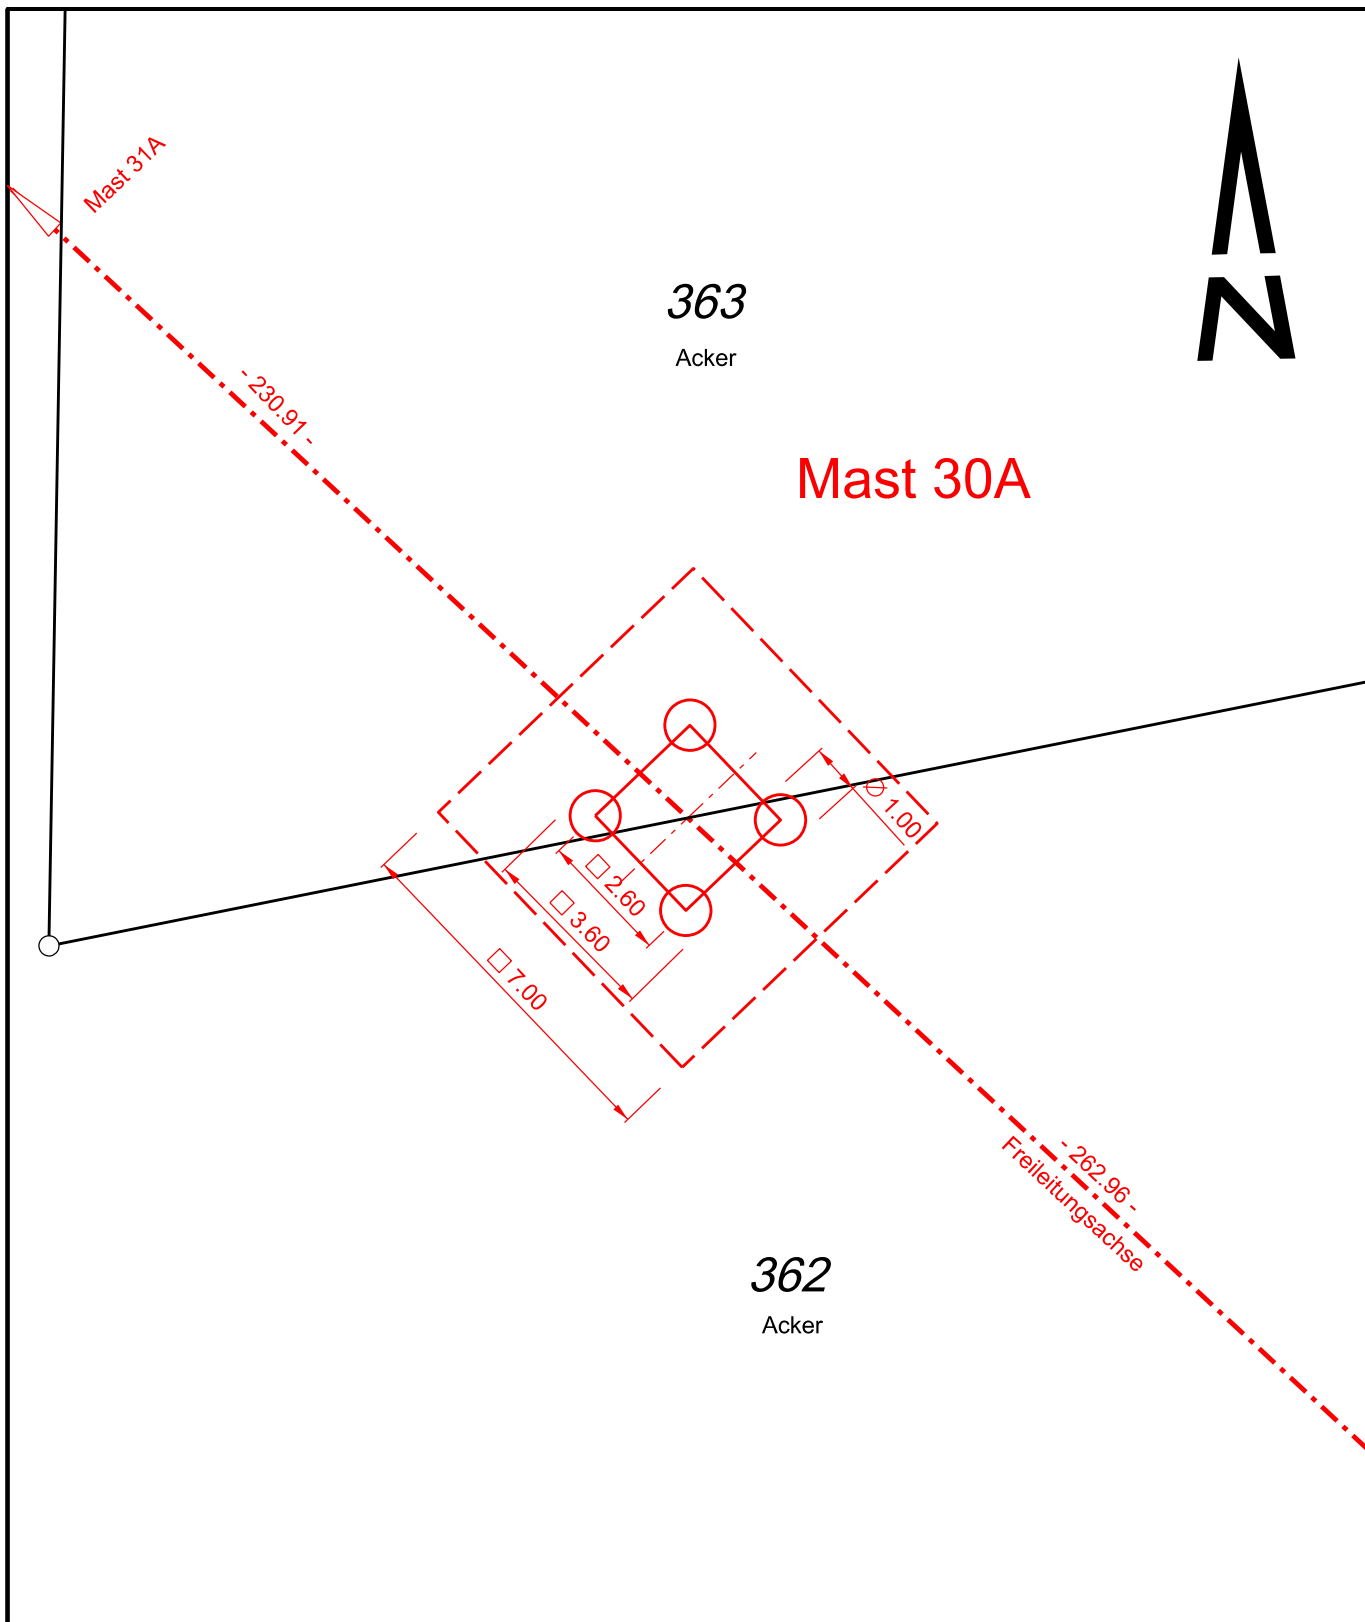 N
Mast 31A
363
Acker
- 230.91 -
Mast 30A
⌀ 1.00
□ 2.60
□ 3.60
□ 7.00
- 262.96 -
Freileitungsachse
362
Acker